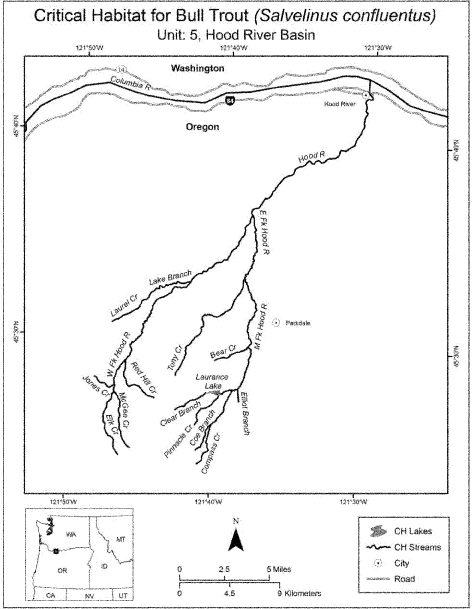 Critical Habitat for Bull Trout (Salvelinus confluentus)
Unit: 5, Hood River Basin
121°50'W
121°40'W
121°30'W
14
Washington
Columbia R
84
Hood River
Oregon
45°40'N
45°40'N
Hood R
E Fk Hood R
Lake Branch
Laurel Cr
M Fk Hood R
Parkdale
W Fk Hood R
Tony Cr
Bear Cr
45°30'N
45°30'N
Red Hill Cr
Jones Cr
Laurance
Lake
McGee Cr
Elk Cr
Clear Branch
Elliot Branch
Pinnacle Cr
Coe Branch
Compass Cr
121°50'W
121°40'W
121°30'W
WA
MT
OR
ID
CA
NV
UT
N
0 2.5 5 Miles
0 4.5 9 Kilometers
CH Lakes
CH Streams
City
Road